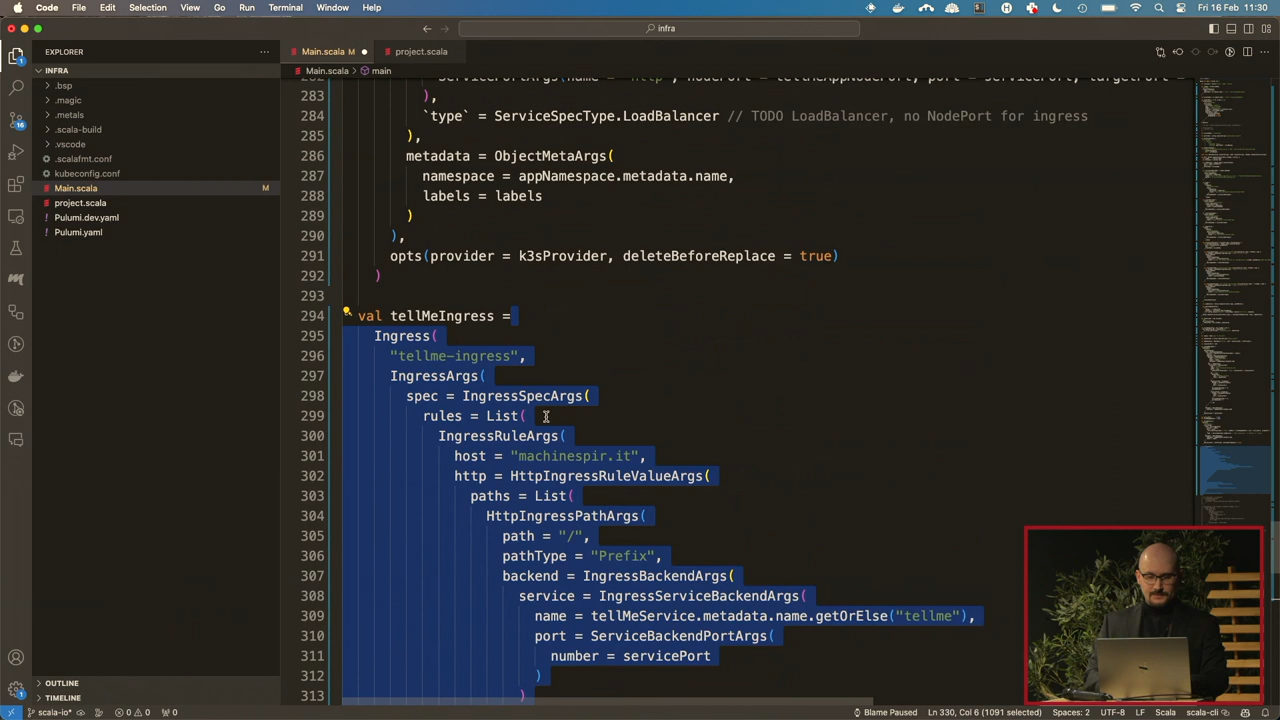 Code File Edit Selection View Go Run Terminal Window Help Fri 16 Feb 11:30
infra
EXPLORER
Main.scala M
project.scala
INFRA
Main.scala > main
.bsp
.magic
.metals
.scala-build
.vscode
.scalafmt.conf
kubeconfig.conf
Main.scala M
project.scala
Pulumi.dev.yaml
Pulumi.yaml
283 ),
284 `type` = ServiceSpecType.LoadBalancer // TODO LoadBalancer, no NodePort for ingress
285 ),
286 metadata = ObjectMetaArgs(
287
288
289 )
290 ),
291 opts(provider = deleteBeforeReplace = true)
292 )
293
294 val tellMeIngress =
295 Ingress(
296 "tellme-ingress",
297 IngressArgs(
298 spec = IngressSpecArgs(
299 rules = List(
300 IngressRuleArgs(
301 host = "machinespir.it",
302 http = HttpIngressRuleValueArgs(
303 paths = List(
304 HttpIngressPathArgs(
305 path = "/",
306 pathType = "Prefix",
307 backend = IngressBackendArgs(
308 service = IngressServiceBackendArgs(
309 name = tellMeService.metadata.name.getOrElse("tellme"),
310 port = ServiceBackendPortArgs(
311 number = servicePort
312 )
313 )
OUTLINE
TIMELINE
scala-io* 0 0 0 Blame Paused Ln 330, Col 6 (1091 selected) Spaces: 2 UTF-8 LF Scala scala-cli